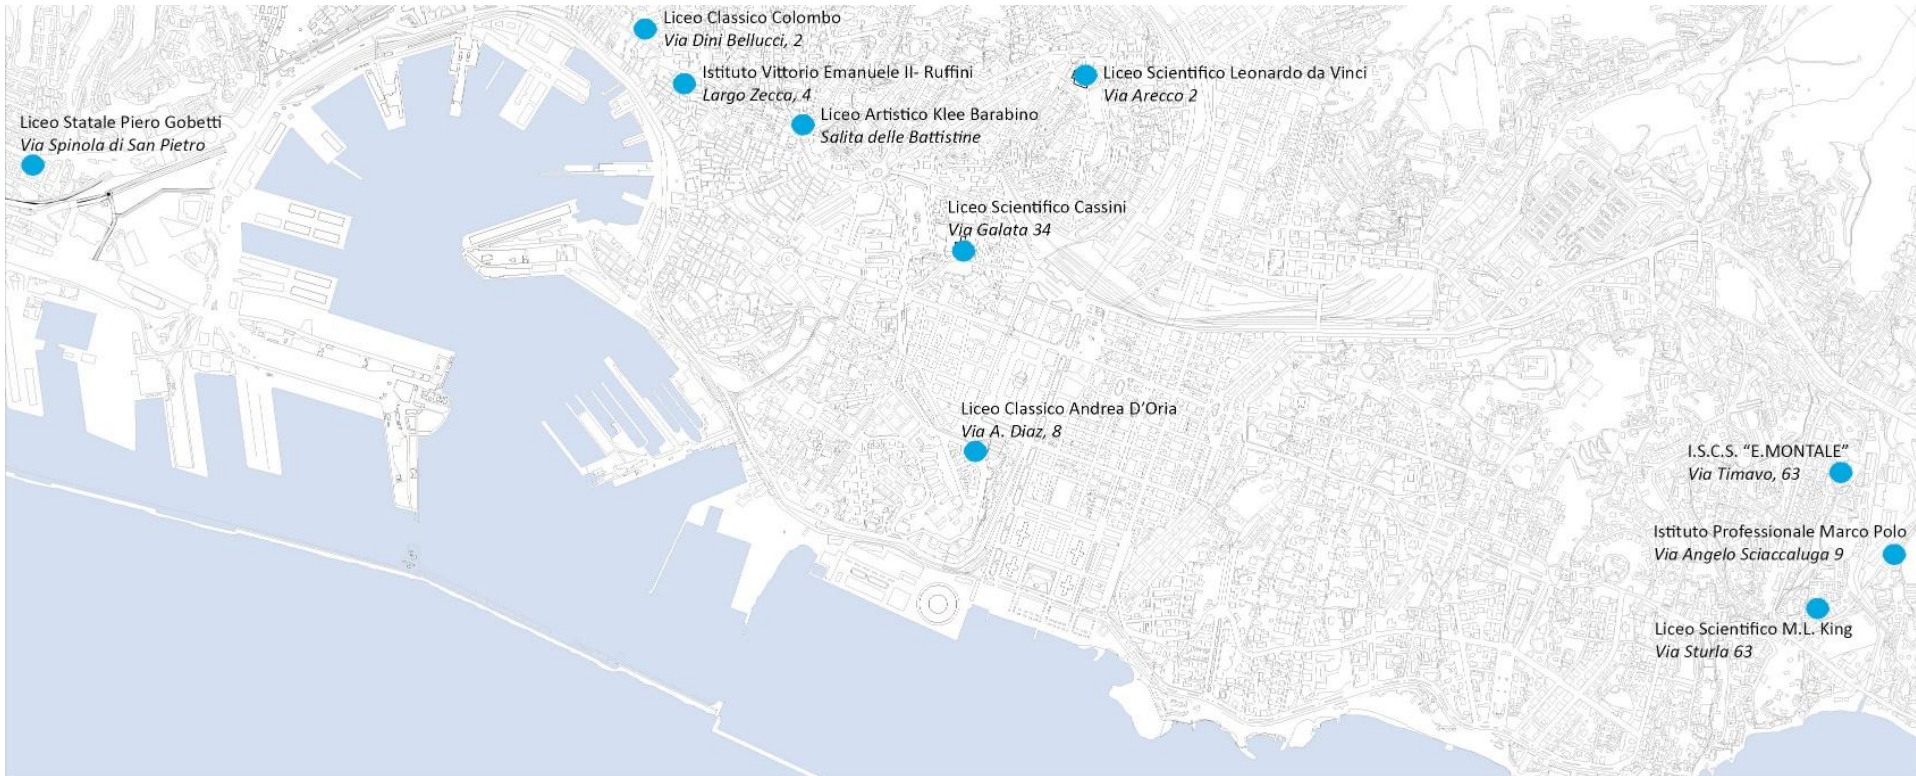 Liceo Classico Colombo
Via Dini Bellucci, 2
Istituto Vittorio Emanuele II- Ruffini
Largo Zecca, 4
Liceo Scientifico Leonardo da Vinci
Via Arecco 2
Liceo Artistico Klee Barabino
Salita delle Battistine
Liceo Statale Piero Gobetti
Via Spinola di San Pietro
Liceo Scientifico Cassini
Via Galata 34
Liceo Classico Andrea D’Oria
Via A. Diaz, 8
I.S.C.S. “E.MONTALE”
Via Timavo, 63
Istituto Professionale Marco Polo
Via Angelo Sciaccaluga 9
Liceo Scientifico M.L. King
Via Sturla 63